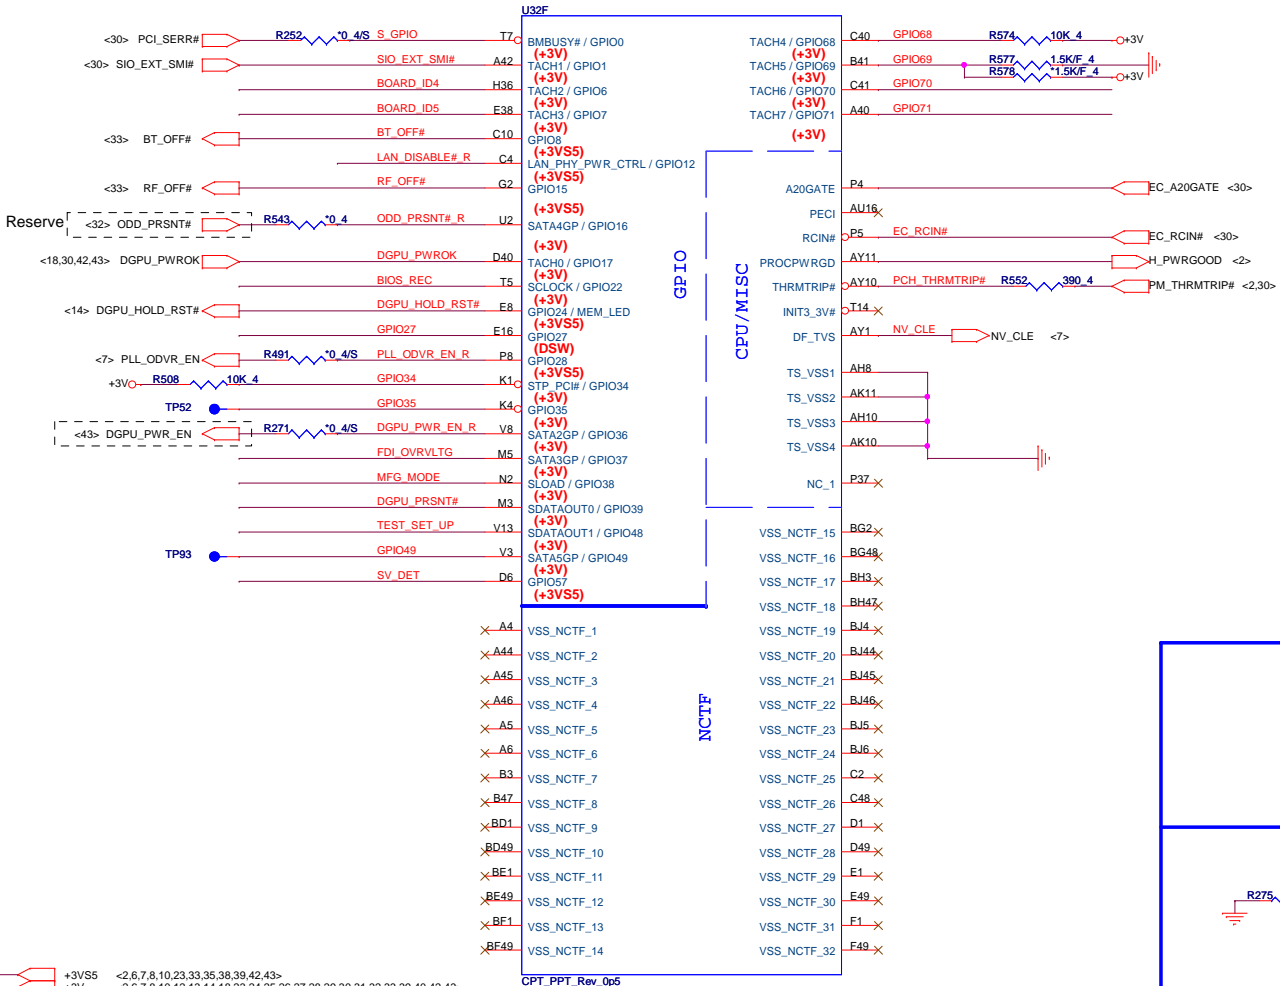 U32F
<30> PCI_SERR# R252 *0_4/S S_GPIO T7 BMBUSY# / GPIO0
(+3V)
<30> SIO_EXT_SMI# SIO_EXT_SMI# A42 TACH1 / GPIO1
(+3V)
BOARD_ID4 H36 TACH2 / GPIO6
(+3V)
BOARD_ID5 E38 TACH3 / GPIO7
(+3V)
<33> BT_OFF# BT_OFF# C10 GPIO8
(+3VS5)
LAN_DISABLE#_R C4 LAN_PHY_PWR_CTRL / GPIO12
(+3VS5)
<33> RF_OFF# RF_OFF# G2 GPIO15
(+3VS5)
Reserve <32> ODD_PRSNT# R543 *0_4 ODD_PRSNT#_R U2 SATA4GP / GPIO16
(+3V)
<18,30,42,43> DGPU_PWROK DGPU_PWROK D40 TACH0 / GPIO17
(+3V)
BIOS_REC T5 SCLOCK / GPIO22
(+3V)
<14> DGPU_HOLD_RST# DGPU_HOLD_RST# E8 GPIO24 / MEM_LED
(+3VS5)
GPIO27 E16 GPIO27
(DSW)
<7> PLL_ODVR_EN R491 *0_4/S PLL_ODVR_EN_R P8 GPIO28
(+3VS5)
+3V R508 10K_4 GPIO34 K1 STP_PCI# / GPIO34
(+3V)
TP52 GPIO35 K4 GPIO35
(+3V)
<43> DGPU_PWR_EN R271 *0_4/S DGPU_PWR_EN_R V8 SATA2GP / GPIO36
(+3V)
FDI_OVRVLTG M5 SATA3GP / GPIO37
(+3V)
MFG_MODE N2 SLOAD / GPIO38
(+3V)
DGPU_PRSNT# M3 SDATAOUT0 / GPIO39
(+3V)
TEST_SET_UP V13 SDATAOUT1 / GPIO48
(+3V)
TP93 GPIO49 V3 SATA5GP / GPIO49
(+3V)
SV_DET D6 GPIO57
(+3VS5)
A4 VSS_NCTF_1
A44 VSS_NCTF_2
A45 VSS_NCTF_3
A46 VSS_NCTF_4
A5 VSS_NCTF_5
A6 VSS_NCTF_6
B3 VSS_NCTF_7
B47 VSS_NCTF_8
BD1 VSS_NCTF_9
BD49 VSS_NCTF_10
BE1 VSS_NCTF_11
BE49 VSS_NCTF_12
BF1 VSS_NCTF_13
BF49 VSS_NCTF_14
GPIO
CPU/MISC
NCTF
TACH4 / GPIO68 C40 GPIO68 R574 10K_4 +3V
(+3V)
TACH5 / GPIO69 B41 GPIO69 R577 1.5K/F_4
R578 *1.5K/F_4 +3V
(+3V)
TACH6 / GPIO70 C41 GPIO70
(+3V)
TACH7 / GPIO71 A40 GPIO71
(+3V)
A20GATE P4 EC_A20GATE <30>
PECI AU16
RCIN# P5 EC_RCIN# EC_RCIN# <30>
PROCPWRGD AY11 H_PWRGOOD <2>
THRMTRIP# AY10 PCH_THRMTRIP# R552 390_4 PM_THRMTRIP# <2,30>
INIT3_3V# T14
DF_TVS AY1 NV_CLE NV_CLE <7>
TS_VSS1 AH8
TS_VSS2 AK11
TS_VSS3 AH10
TS_VSS4 AK10
NC_1 P37
VSS_NCTF_15 BG2
VSS_NCTF_16 BG48
VSS_NCTF_17 BH3
VSS_NCTF_18 BH47
VSS_NCTF_19 BJ4
VSS_NCTF_20 BJ44
VSS_NCTF_21 BJ45
VSS_NCTF_22 BJ46
VSS_NCTF_23 BJ5
VSS_NCTF_24 BJ6
VSS_NCTF_25 C2
VSS_NCTF_26 C48
VSS_NCTF_27 D1
VSS_NCTF_28 D49
VSS_NCTF_29 E1
VSS_NCTF_30 E49
VSS_NCTF_31 F1
VSS_NCTF_32 F49
R275
CPT_PPT_Rev_0p5
+3VS5 <2,6,7,8,10,23,33,35,38,39,42,43>